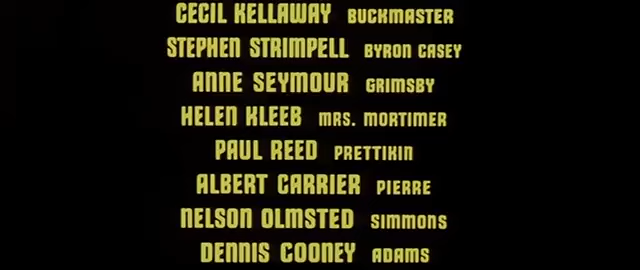 CECIL KELLAWAY BUCKMASTER
STEPHEN STRIMPELL BYRON CASEY
ANNE SEYMOUR GRIMSBY
HELEN KLEEB MRS. MORTIMER
PAUL REED PRETTIKIN
ALBERT CARRIER PIERRE
NELSON OLMSTED SIMMONS
DENNIS COONEY ADAMS